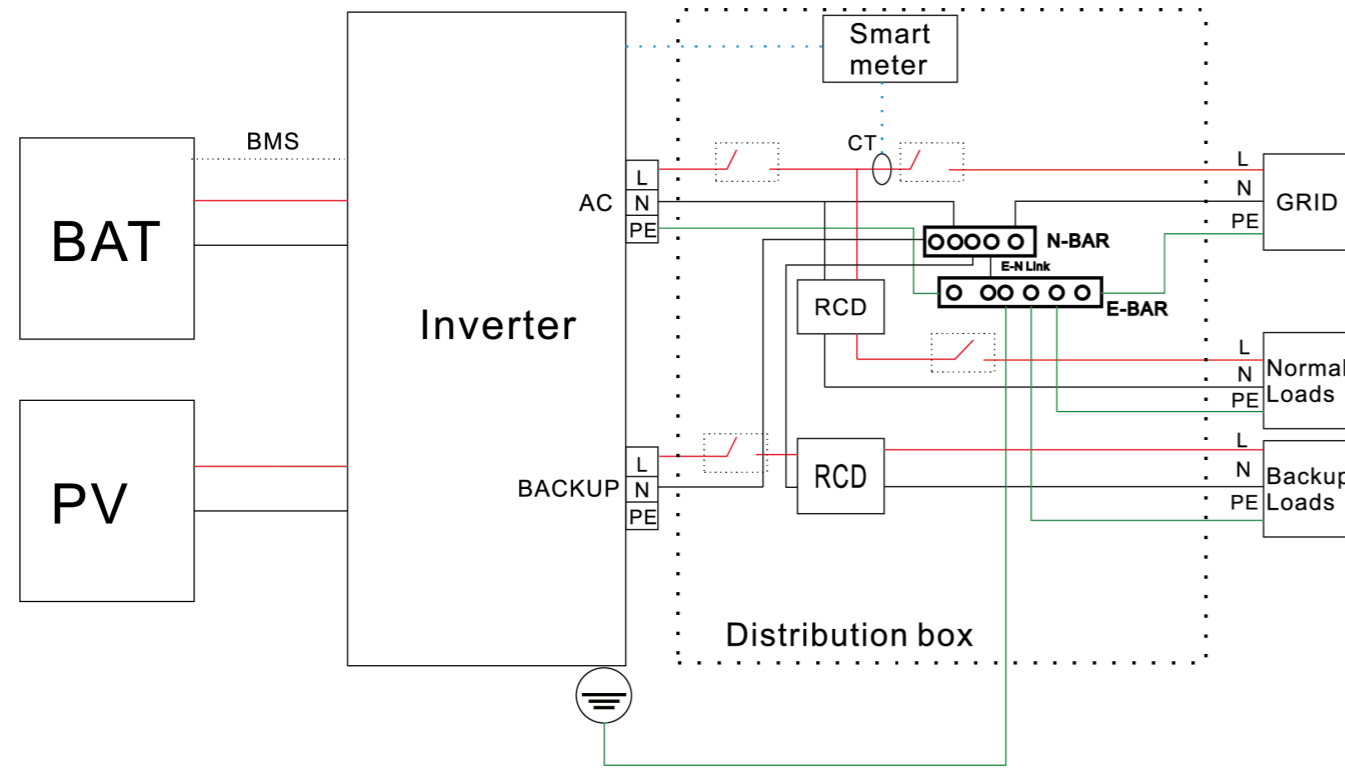 Smart
meter
BMS
CT
L
N
PE
AC
L
N
PE
GRID
BAT
N-BAR
E-N Link
E-BAR
RCD
Inverter
L
N
PE
Normal
Loads
PV
BACKUP
L
N
PE
RCD
L
N
PE
Backup
Loads
Distribution box